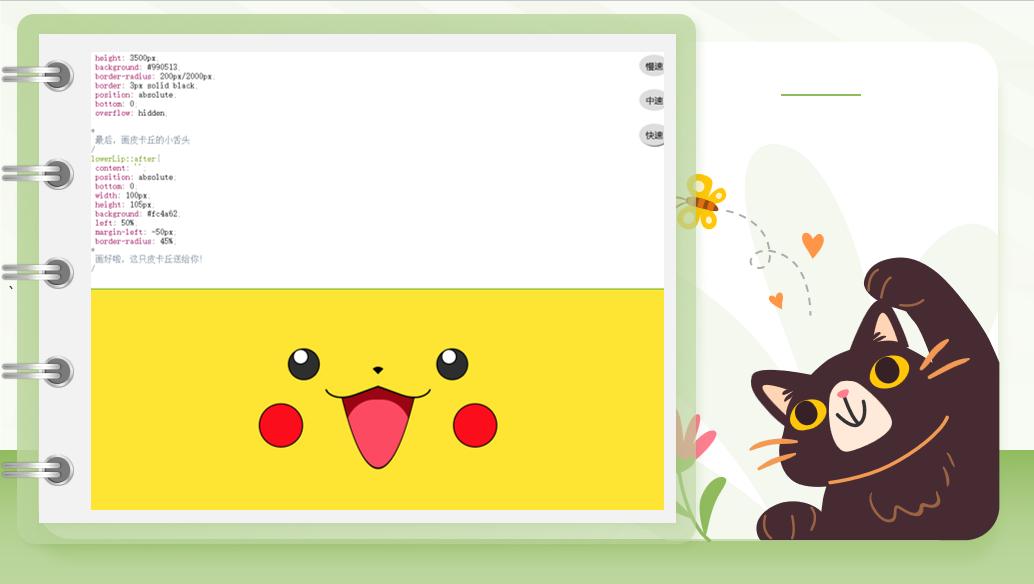 height: 3500px;
background: #990513;
border-radius: 200px/2000px;
border: 3px solid black;
position: absolute;
bottom: 0;
overflow: hidden;
*
最后，画皮卡丘的小舌头
/
lowerLip::after{
content: '';
position: absolute;
bottom: 0;
width: 100px;
height: 105px;
background: #fc4a62;
left: 50%;
margin-left: -50px;
border-radius: 45%;
*
画好啦，这只皮卡丘送给你！
/
慢速
中速
快速
、